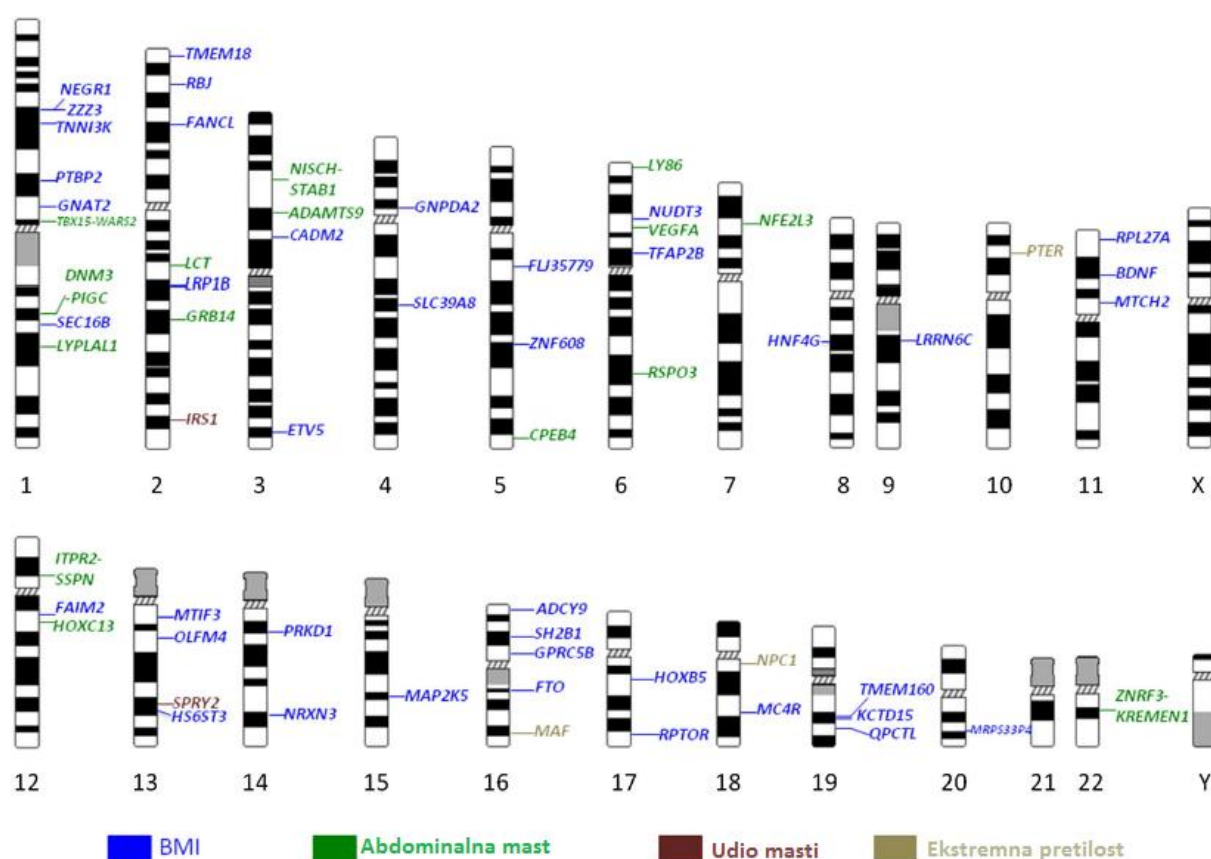 NEGR1
ZZZ3
TNNI3K
PTBP2
GNAT2
TBX15-WARS2
DNM3
-PIGC
SEC16B
LYPLAL1
TMEM18
RBJ
FANCL
LCT
LRP1B
GRB14
IRS1
NISCH-
STAB1
ADAMTS9
CADM2
ETV5
GNPDA2
SLC39A8
FLJ35779
ZNF608
CPEB4
LY86
NUDT3
VEGFA
TFAP2B
RSPO3
NFE2L3
HNF4G
LRRN6C
PTER
RPL27A
BDNF
MTCH2
1 2 3 4 5 6 7 8 9 10 11 X
ITPR2-
SSPN
FAIM2
HOXC13
MTIF3
OLFM4
SPRY2
HS6ST3
PRKD1
NRXN3
MAP2K5
ADCY9
SH2B1
GPRC5B
FTO
MAF
HOXB5
RPTOR
NPC1
MC4R
TMEM160
KCTD15
QPCTL
MRPS33P4
ZNRF3-
KREMEN1
12 13 14 15 16 17 18 19 20 21 22 Y
BMI Abdominalna mast Udio masti Ekstremna pretilost